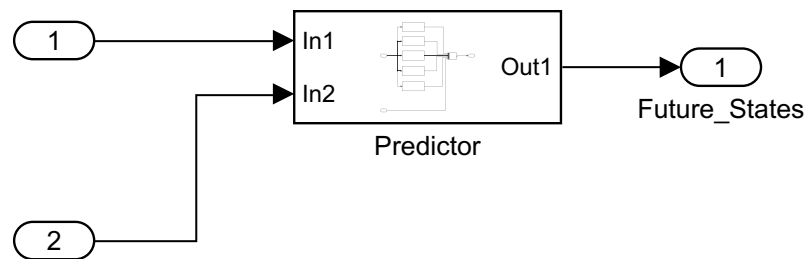 1
In1
In2
Out1
1
Future_States
Predictor
2